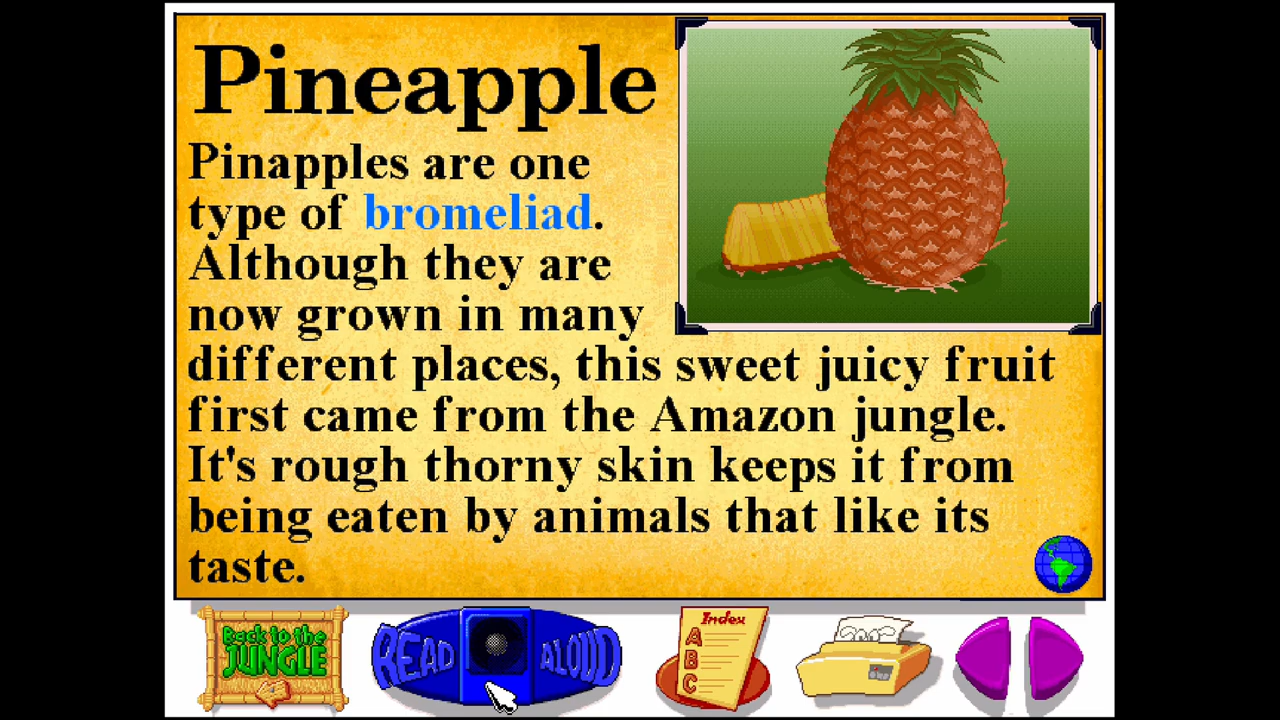 Pineapple
Pinapples are one
type of bromeliad.
Although they are
now grown in many
different places, this sweet juicy fruit
first came from the Amazon jungle.
It's rough thorny skin keeps it from
being eaten by animals that like its
taste.
Back to the
JUNGLE
READ ALOUD
Index
A
B
C